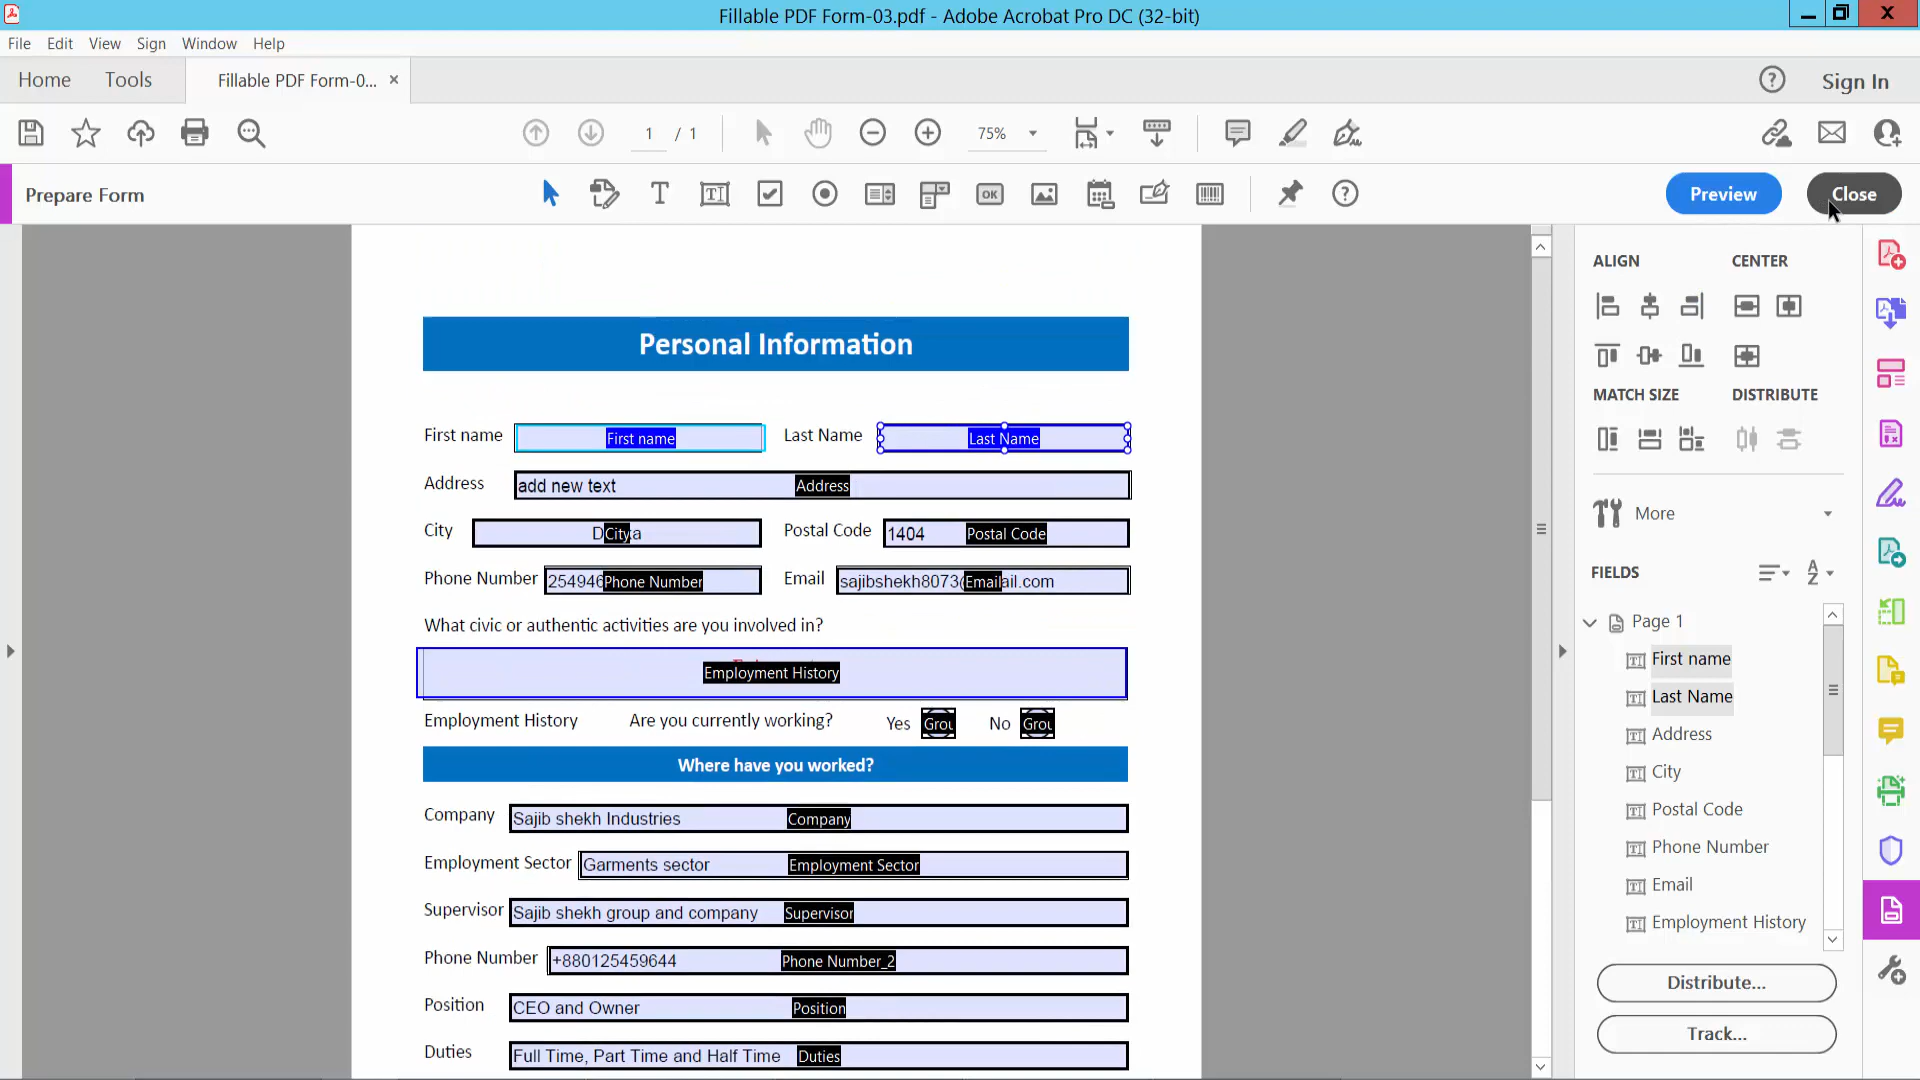 Fillable PDF Form-03.pdf - Adobe Acrobat Pro DC (32-bit)
File Edit View Sign Window Help
Home Tools Fillable PDF Form-0... × Sign In
1 / 1 75%
Prepare Form Preview Close
ALIGN CENTER
Personal Information
MATCH SIZE DISTRIBUTE
First name First name Last Name Last Name
Address add new text Address
City City a Postal Code 1404 Postal Code
More
FIELDS
Phone Number 254946 Phone Number Email sajibshekh8073 Email ail.com
What civic or authentic activities are you involved in?
Employment History
Employment History Are you currently working? Yes Grou No Grou
Where have you worked?
Company Sajib shekh Industries Company
Employment Sector Garments sector Employment Sector
Supervisor Sajib shekh group and company Supervisor
Phone Number +880125459644 Phone Number_2
Position CEO and Owner Position
Duties Full Time, Part Time and Half Time Duties
Page 1
First name
Last Name
Address
City
Postal Code
Phone Number
Email
Employment History
Distribute...
Track...